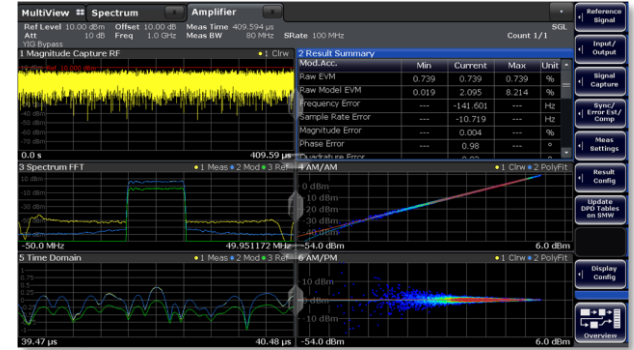 MultiView Spectrum Amplifier
Ref Level 10.00 dBm Offset 10.00 dB Meas Time 409.594 µs SGL
Att 10 dB Freq 1.0 GHz Meas BW 80 MHz SRate 100 MHz Count 1/1
YIG Bypass
1 Magnitude Capture RF 1 Clrw
2 Result Summary
Mod.Acc. Min Current Max Unit
Raw EVM 0.739 0.739 0.739 %
Raw Model EVM 0.019 2.095 8.214 %
Frequency Error --- -141.601 --- Hz
Sample Rate Error --- -10.719 --- Hz
Magnitude Error --- 0.004 --- %
Phase Error --- 0.98 --- °
Quadrature Error
0.0 s 409.59 µs
3 Spectrum FFT 1 Meas 2 Mod 3 Ref
-50.0 MHz 49.951172 MHz
4 AM/AM 1 Clrw 2 PolyFit
0 dBm
-54.0 dBm 6.0 dBm
5 Time Domain 1 Meas 2 Mod 3 Ref
39.47 µs 40.48 µs
6 AM/PM 1 Clrw 2 PolyFit
-54.0 dBm 6.0 dBm
Reference
Signal
Input/
Output
Signal
Capture
Sync/
Error Est/
Comp
Meas
Settings
Result
Config
Update
DPD Tables
on SMW
Display
Config
Overview